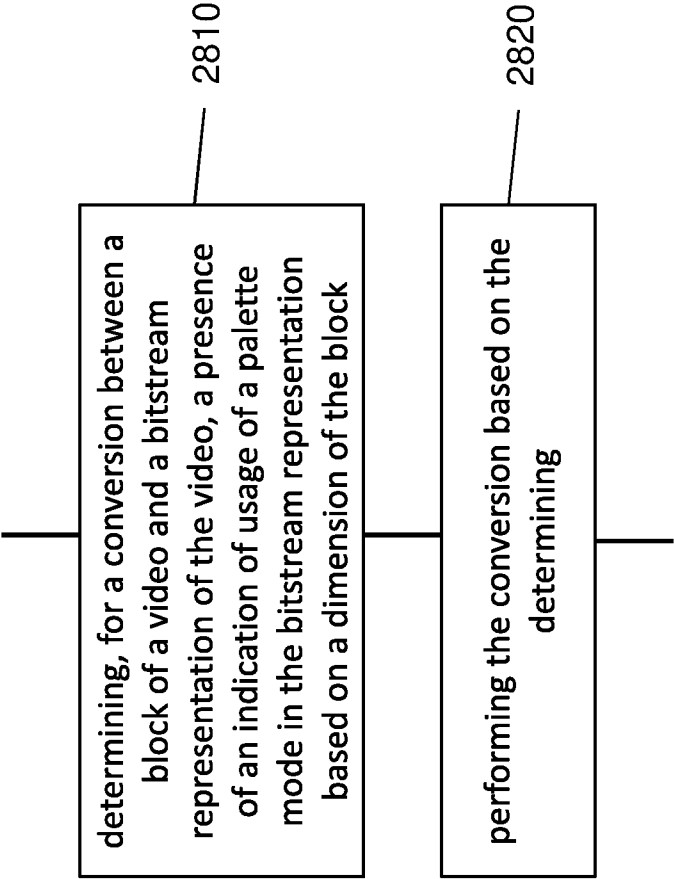 determining, for a conversion between a
block of a video and a bitstream
representation of the video, a presence
of an indication of usage of a palette
mode in the bitstream representation
based on a dimension of the block
2810
performing the conversion based on the
determining
2820